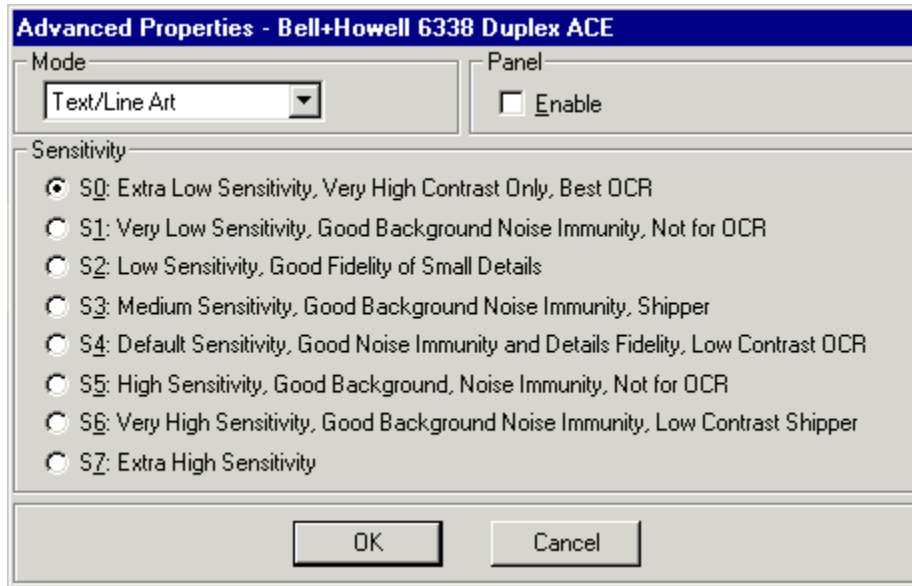 Advanced Properties - Bell+Howell 6338 Duplex ACE
Mode
Panel
Text/Line Art
Enable
Sensitivity
S0: Extra Low Sensitivity, Very High Contrast Only, Best OCR
S1: Very Low Sensitivity, Good Background Noise Immunity, Not for OCR
S2: Low Sensitivity, Good Fidelity of Small Details
S3: Medium Sensitivity, Good Background Noise Immunity, Shipper
S4: Default Sensitivity, Good Noise Immunity and Details Fidelity, Low Contrast OCR
S5: High Sensitivity, Good Background, Noise Immunity, Not for OCR
S6: Very High Sensitivity, Good Background Noise Immunity, Low Contrast Shipper
S7: Extra High Sensitivity
OK
Cancel